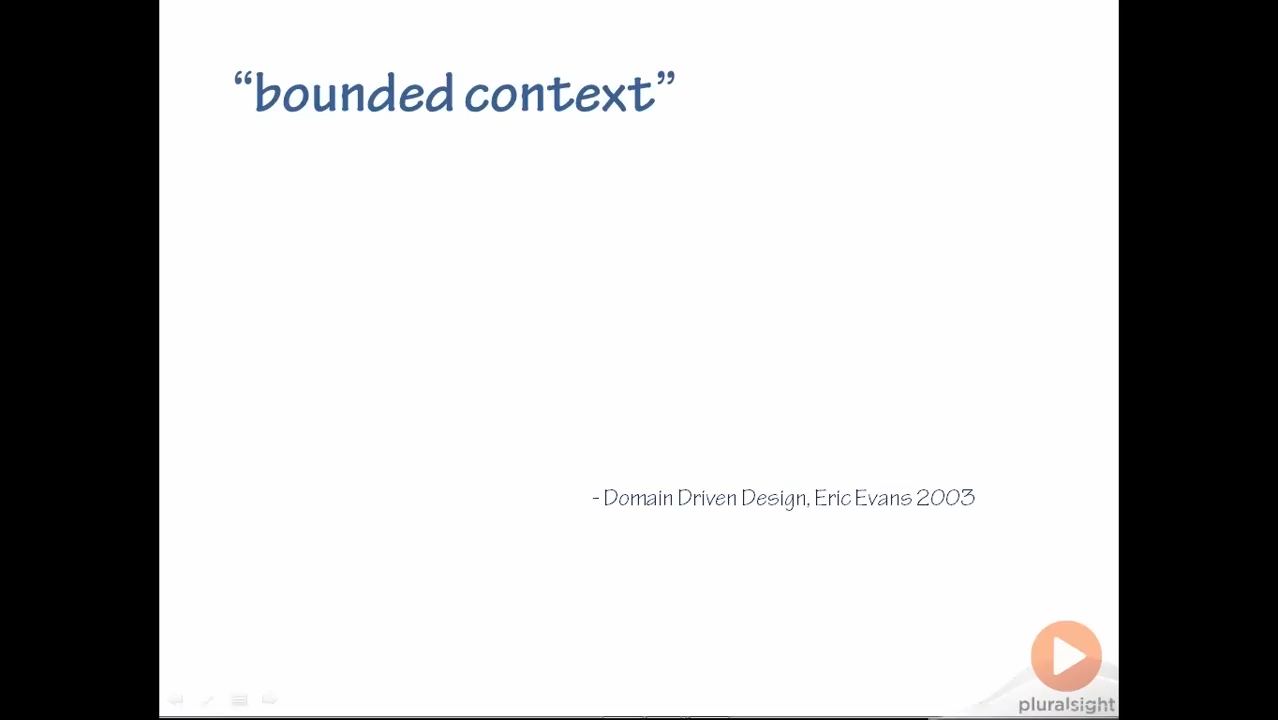 “bounded context”
- Domain Driven Design, Eric Evans 2003
pluralsight